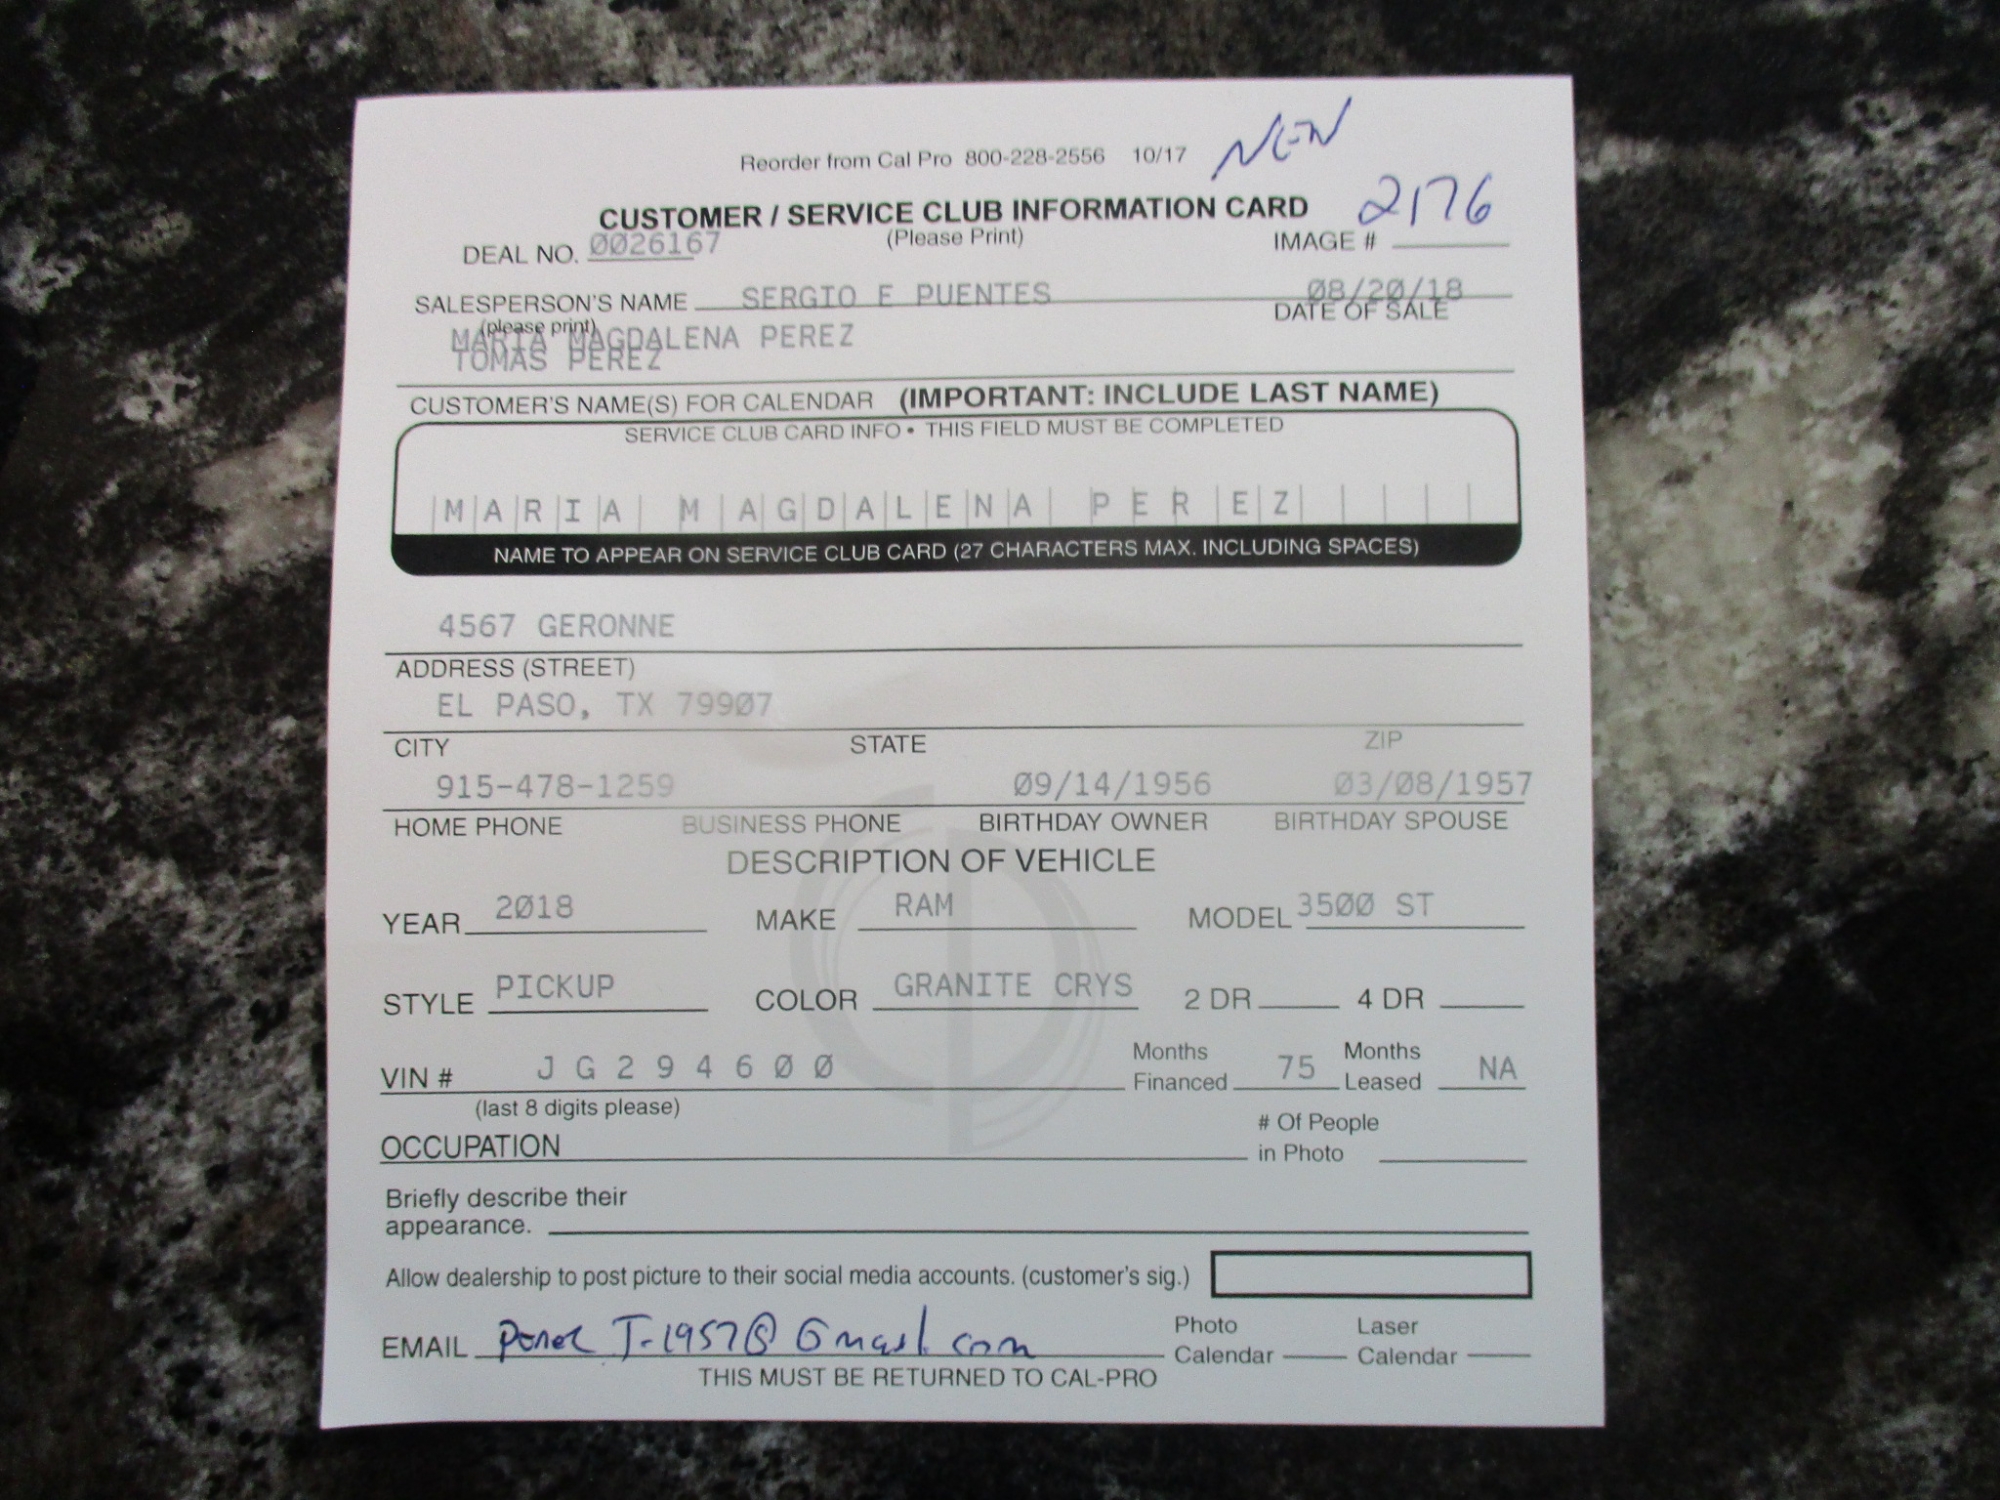 Reorder from Cal Pro 800-228-2556 10/17 NEW
CUSTOMER / SERVICE CLUB INFORMATION CARD 2176
DEAL NO. 0026167 (Please Print) IMAGE #
SALESPERSON'S NAME SERGIO E PUENTES 08/20/18
(please print) DATE OF SALE
MARIA MAGDALENA PEREZ
TOMAS PEREZ
CUSTOMER'S NAME(S) FOR CALENDAR (IMPORTANT: INCLUDE LAST NAME)
SERVICE CLUB CARD INFO • THIS FIELD MUST BE COMPLETED
MARIA MAGDALENA PEREZ
NAME TO APPEAR ON SERVICE CLUB CARD (27 CHARACTERS MAX. INCLUDING SPACES)
4567 GERONNE
ADDRESS (STREET)
EL PASO, TX 79907
CITY STATE ZIP
915-478-1259 09/14/1956 03/08/1957
HOME PHONE BUSINESS PHONE BIRTHDAY OWNER BIRTHDAY SPOUSE
DESCRIPTION OF VEHICLE
YEAR 2018 MAKE RAM MODEL 3500 ST
STYLE PICKUP COLOR GRANITE CRYS 2 DR 4 DR
VIN # JG294600 Months Financed 75 Months Leased NA
(last 8 digits please)
OCCUPATION # Of People in Photo
Briefly describe their
appearance.
Allow dealership to post picture to their social media accounts. (customer's sig.)
EMAIL T-1957@Gmail.com Photo Calendar Laser Calendar
THIS MUST BE RETURNED TO CAL-PRO